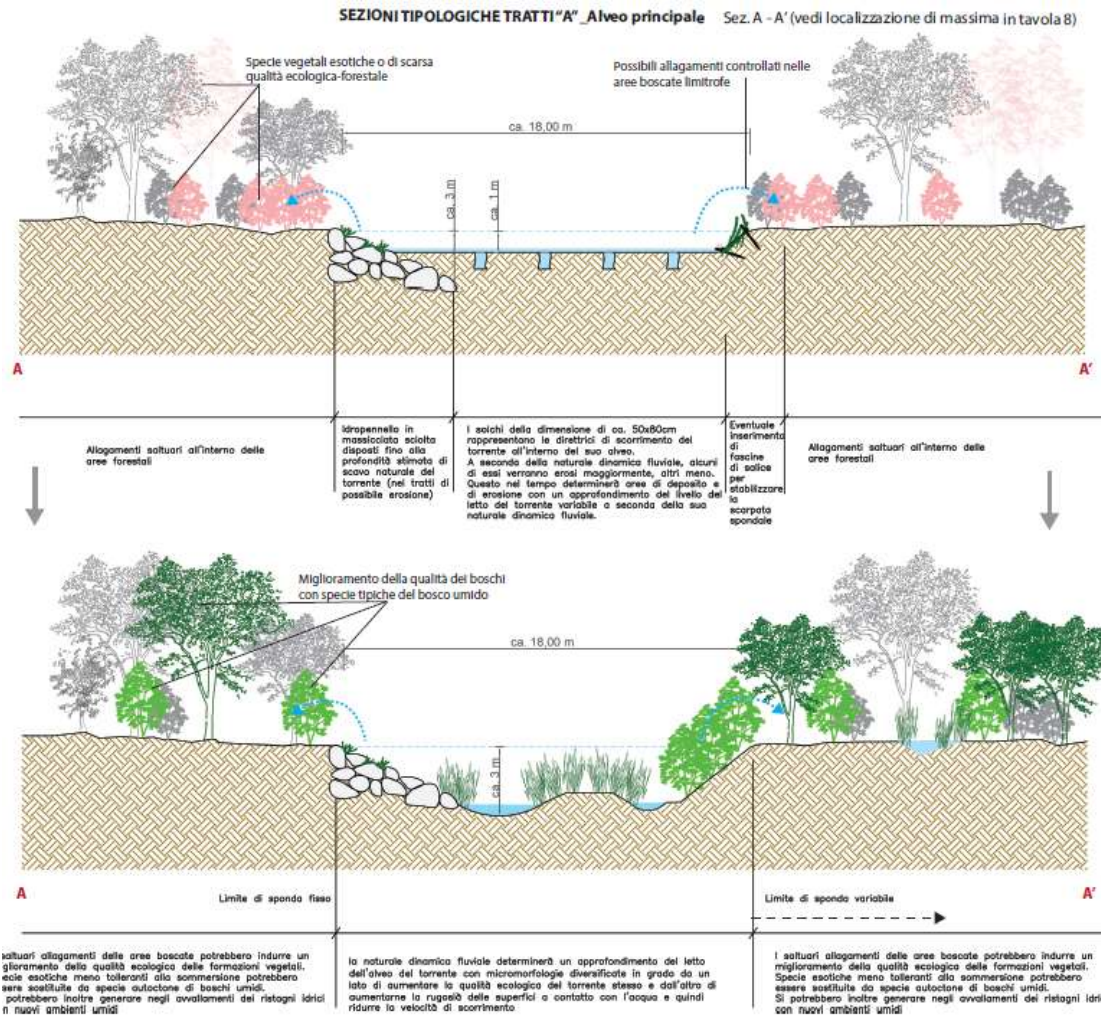 SEZIONI TIPOLOGICHE TRATTI "A"_Alveo principale Sez. A - A' (vedi localizzazione di massima in tavola 8)
Specie vegetali esotiche o di scarsa
qualità ecologica-forestale
Possibili allagamenti controllati nelle
aree boscate limitrofe
ca. 18,00 m
ca. 3 m
ca. 1 m
A
A'
Allagamenti saltuari all'interno delle
aree forestali
Idropennello in
massicciata sciolta
disposti fino alla
profondità stimata di
scavo naturale del
torrente (nei tratti di
possibile erosione)
I solchi della dimensione di ca. 50x80cm
rappresentano le direttrici di scorrimento del
torrente all'interno del suo alveo.
A seconda della naturale dinamica fluviale, alcuni
di essi verranno erosi maggiormente, altri meno.
Questo nel tempo determinerà aree di deposito e
di erosione con un approfondimento del livello del
letto del torrente variabile a seconda della sua
naturale dinamica fluviale.
Eventuale
inserimento
di
fascine
di salice
per
stabilizzare
la
scarpata
spondale
Allagamenti saltuari all'interno delle
aree forestali
Miglioramento della qualità dei boschi
con specie tipiche del bosco umido
ca. 18,00 m
ca. 3 m
A
A'
Limite di sponda fisso
Limite di sponda variabile
saltuari allagamenti delle aree boscate potrebbero indurre un
glioramento della qualità ecologica delle formazioni vegetali.
ecie esotiche meno tolleranti alla sommersione potrebbero
sere sostituite da specie autoctone di boschi umidi.
potrebbero inoltre generare negli avvallamenti dei ristagni idrici
n nuovi ambienti umidi
la naturale dinamica fluviale determinerà un approfondimento del letto
dell'alveo del torrente con micromorfologie diversificate in grado da un
lato di aumentare la qualità ecologica del torrente stesso e dall'altro di
aumentarne la rugosità delle superfici a contatto con l'acqua e quindi
ridurre la velocità di scorrimento
I saltuari allagamenti delle aree boscate potrebbero indurre un
miglioramento della qualità ecologica delle formazioni vegetali.
Specie esotiche meno tolleranti alla sommersione potrebbero
essere sostituite da specie autoctone di boschi umidi.
Si potrebbero inoltre generare negli avvallamenti dei ristagni idri
con nuovi ambienti umidi